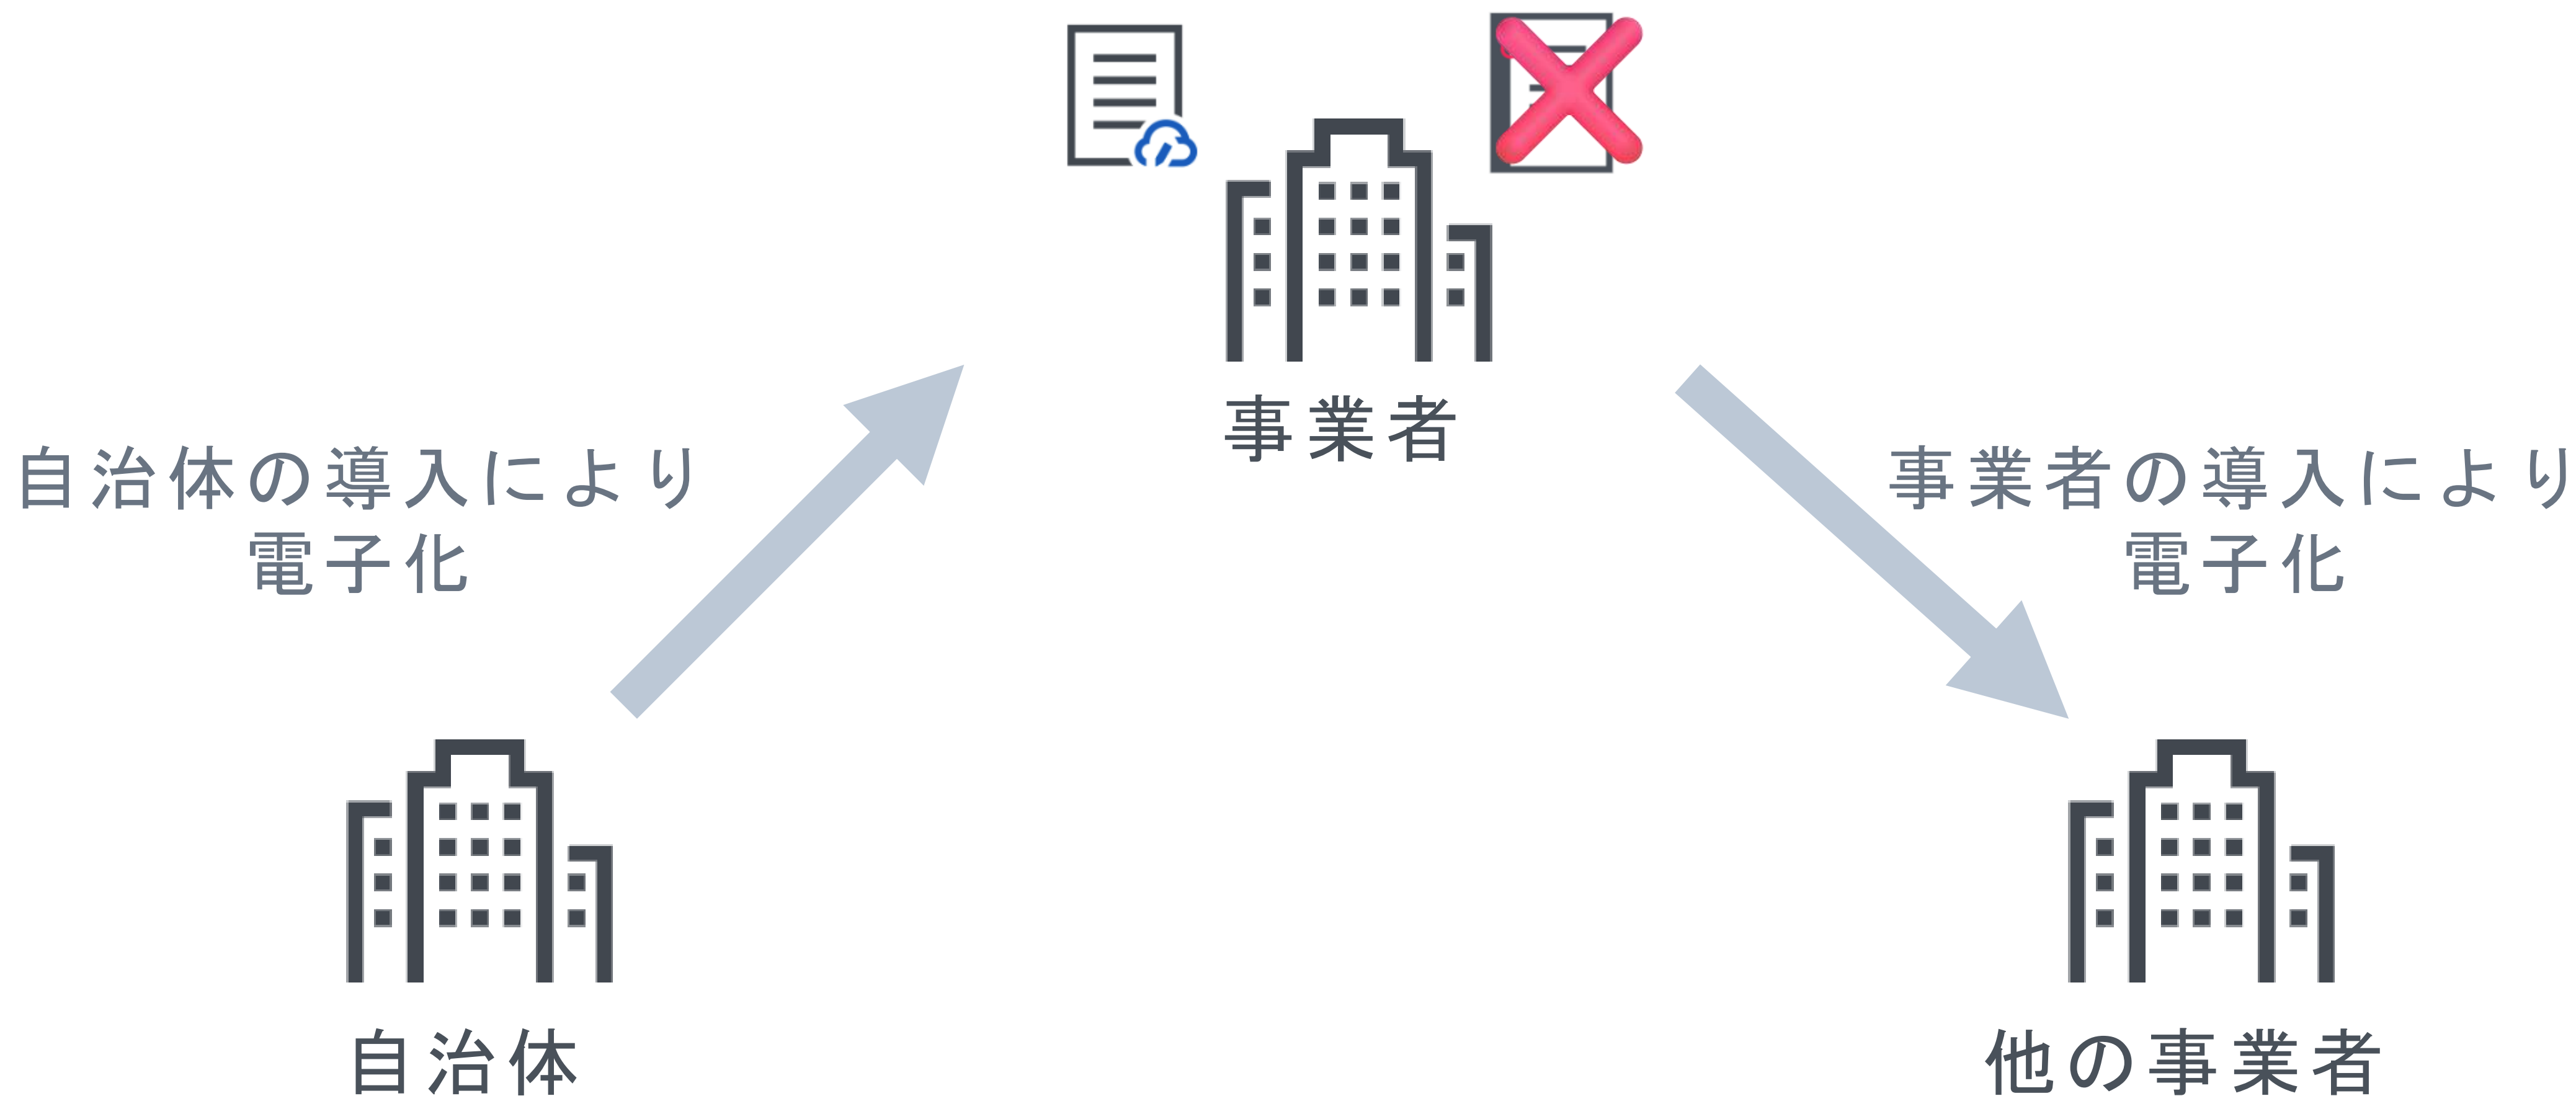 事業者
自治体の導入により
電子化
事業者の導入により
電子化
自治体
他の事業者